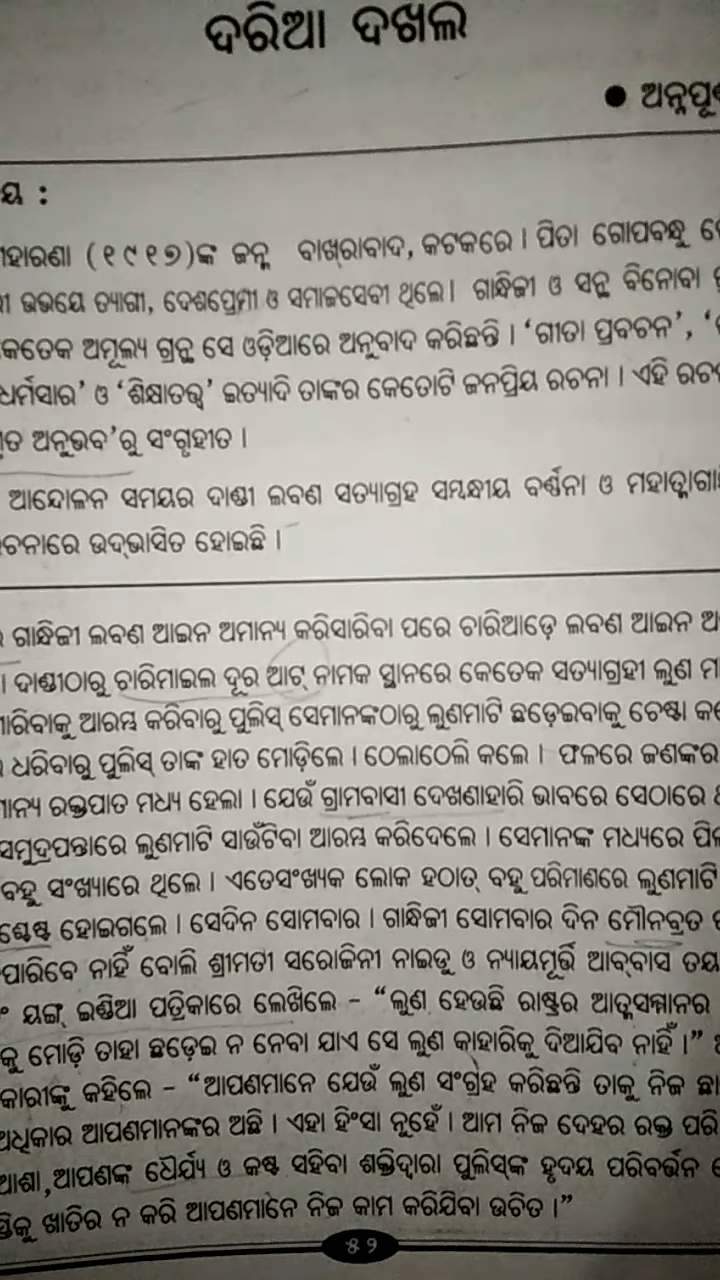 ଦରିଆ ଦଖଲ
● ଅନ୍ନପୂ
ୟ :
ହାରଣା (୧୯୧୭)ଙ୍କ ଜନ୍ମ ବାଖ୍ରାବାଦ, କଟକରେ । ପିତା ଗୋପବନ୍ଧୁ
ଉଭୟେ ତ୍ୟାଗୀ, ଦେଶପ୍ରେମୀ ଓ ସମାଜସେବୀ ଥିଲେ । ଗାନ୍ଧିଜୀ ଓ ସନ୍ଥ ବିନୋବା
କେତେକ ଅମୂଲ୍ୟ ଗ୍ରନ୍ଥ ସେ ଓଡ଼ିଆରେ ଅନୁବାଦ କରିଛନ୍ତି । ‘ଗୀତା ପ୍ରବଚନ’, ‘
ଧର୍ମସାର’ ଓ ‘ଶିକ୍ଷାତତ୍ତ୍ୱ’ ଇତ୍ୟାଦି ତାଙ୍କର କେତୋଟି ଜନପ୍ରିୟ ରଚନା । ଏହି ରଚ
ତ ଅନୁଭବ’ରୁ ସଂଗୃହୀତ ।
ଆନ୍ଦୋଳନ ସମୟର ଦାଣ୍ଡୀ ଲବଣ ସତ୍ୟାଗ୍ରହ ସମ୍ବନ୍ଧୀୟ ବର୍ଣ୍ଣନା ଓ ମହାତ୍ମାଗା
ଚନାରେ ଉଦ୍‌ଭାସିତ ହୋଇଛି ।
ଗାନ୍ଧିଜୀ ଲବଣ ଆଇନ ଅମାନ୍ୟ କରିସାରିବା ପରେ ଚାରିଆଡ଼େ ଲବଣ ଆଇନ ଅ
। ଦାଣ୍ଡୀଠାରୁ ଚାରିମାଇଲ ଦୂର ଆଟ୍ ନାମକ ସ୍ଥାନରେ କେତେକ ସତ୍ୟାଗ୍ରହୀ ଲୁଣ ମ
ମାରିବାକୁ ଆରମ୍ଭ କରିବାରୁ ପୁଲିସ୍ ସେମାନଙ୍କଠାରୁ ଲୁଣମାଟି ଛଡ଼େଇବାକୁ ଚେଷ୍ଟା କ
ଧରିବାରୁ ପୁଲିସ୍ ତାଙ୍କ ହାତ ମୋଡ଼ିଲେ । ଠେଲାଠେଲି କଲେ । ଫଳରେ ଜଣଙ୍କର
ମାନ୍ୟ ରକ୍ତପାତ ମଧ୍ୟ ହେଲା । ଯେଉଁ ଗ୍ରାମବାସୀ ଦେଖଣାହାରି ଭାବରେ ସେଠାରେ
ସମୁଦ୍ରପନ୍ତାରେ ଲୁଣମାଟି ସାଉଁଟିବା ଆରମ୍ଭ କରିଦେଲେ । ସେମାନଙ୍କ ମଧ୍ୟରେ ପି
ବହୁ ସଂଖ୍ୟାରେ ଥିଲେ । ଏତେସଂଖ୍ୟକ ଲୋକ ହଠାତ୍ ବହୁ ପରିମାଣରେ ଲୁଣମାଟି
ଶ୍ଚେଷ୍ଟ ହୋଇଗଲେ । ସେଦିନ ସୋମବାର । ଗାନ୍ଧିଜୀ ସୋମବାର ଦିନ ମୌନବ୍ରତ
ପାରିବେ ନାହିଁ ବୋଲି ଶ୍ରୀମତୀ ସରୋଜିନୀ ନାଇଡୁ ଓ ନ୍ୟାୟମୂର୍ତ୍ତି ଆବ୍‌ବାସ ତୟ
ଯଙ୍ଗ୍ ଇଣ୍ଡିଆ ପତ୍ରିକାରେ ଲେଖିଲେ – “ଲୁଣ ହେଉଛି ରାଷ୍ଟ୍ରର ଆତ୍ମସମ୍ମାନର
କୁ ମୋଡ଼ି ତାହା ଛଡ଼େଇ ନ ନେବା ଯାଏ ସେ ଲୁଣ କାହାରିକୁ ଦିଆଯିବ ନାହିଁ ।”
କାରୀଙ୍କୁ କହିଲେ – “ଆପଣମାନେ ଯେଉଁ ଲୁଣ ସଂଗ୍ରହ କରିଛନ୍ତି ତାକୁ ନିଜ ଛା
ଅଧିକାର ଆପଣମାନଙ୍କର ଅଛି । ଏହା ହିଂସା ନୁହେଁ । ଆମ ନିଜ ଦେହର ରକ୍ତ ପରି
ଆଶା, ଆପଣଙ୍କ ଧୈର୍ଯ୍ୟ ଓ କଷ୍ଟ ସହିବା ଶକ୍ତିଦ୍ୱାରା ପୁଲିସ୍‌ଙ୍କ ହୃଦୟ ପରିବର୍ତ୍ତନ
କୁ ଖାତିର ନ କରି ଆପଣମାନେ ନିଜ କାମ କରିଯିବା ଉଚିତ ।”
୫୨